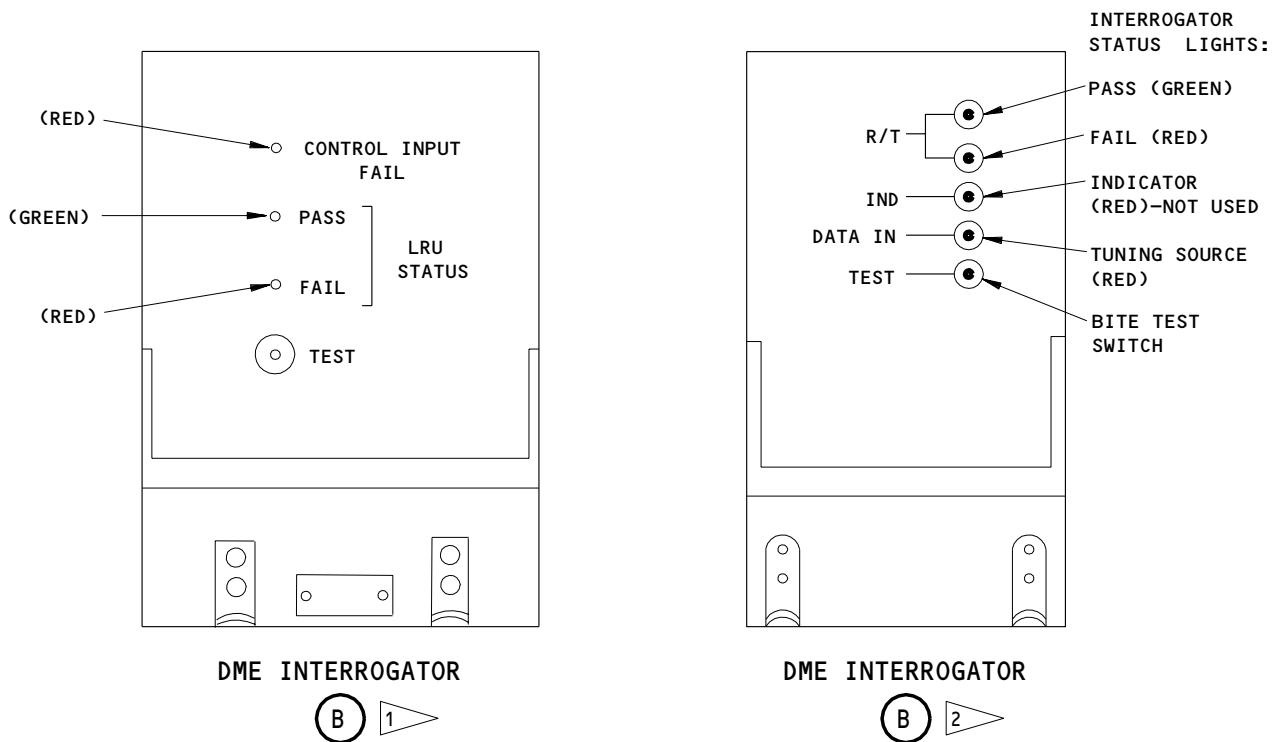 (RED)
CONTROL INPUT
FAIL
(GREEN)
PASS
LRU
STATUS
FAIL
(RED)
TEST
DME INTERROGATOR
B 1
INTERROGATOR
STATUS LIGHTS:
PASS (GREEN)
R/T
FAIL (RED)
IND
INDICATOR
(RED)-NOT USED
DATA IN
TUNING SOURCE
(RED)
TEST
BITE TEST
SWITCH
DME INTERROGATOR
B 2